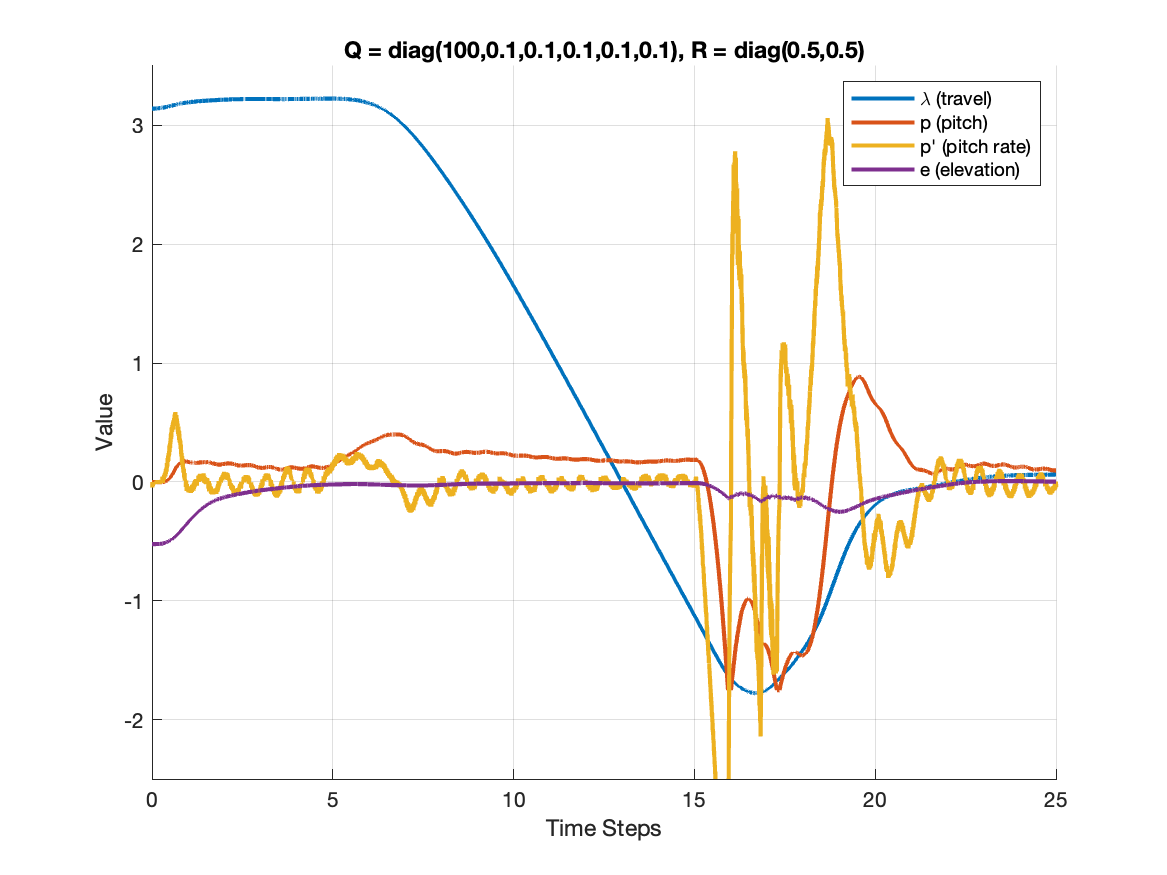 Q = diag(100,0.1,0.1,0.1,0.1,0.1), R = diag(0.5,0.5)
λ (travel)
p (pitch)
p' (pitch rate)
e (elevation)
3
2
1
0
-1
-2
Value
0 5 10 15 20 25
Time Steps